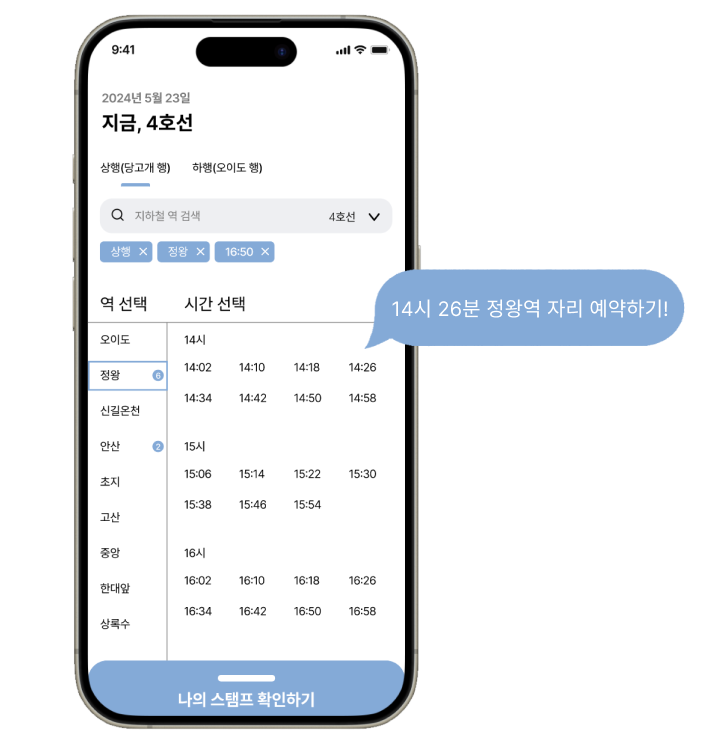 9:41
2024년 5월 23일
지금, 4호선
상행(당고개 행) 하행(오이도 행)
지하철 역 검색 4호선
상행 × 정왕 × 16:50 ×
역 선택 시간 선택
14시 26분 정왕역 자리 예약하기!
오이도 14시
정왕 6 14:02 14:10 14:18 14:26
14:34 14:42 14:50 14:58
신길온천
안산 2 15시
초지 15:06 15:14 15:22 15:30
15:38 15:46 15:54
고산
중앙 16시
한대앞 16:02 16:10 16:18 16:26
16:34 16:42 16:50 16:58
상록수
나의 스탬프 확인하기